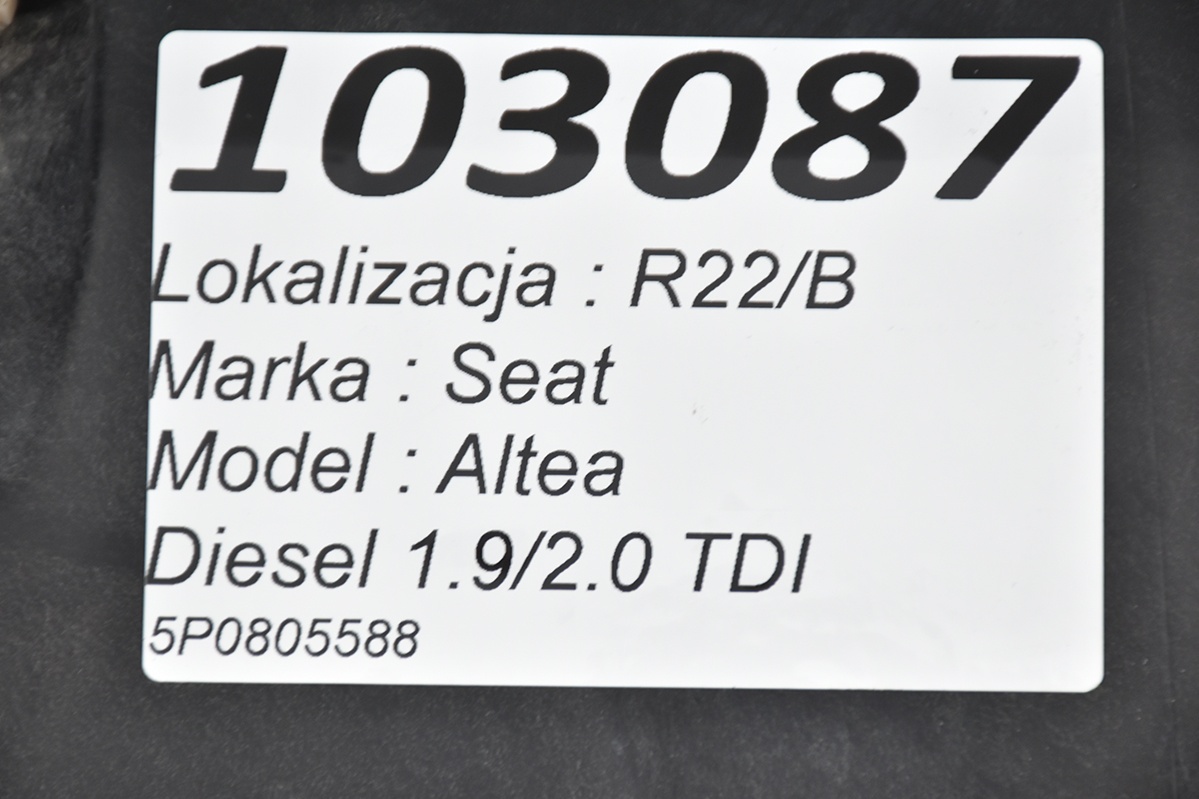 103087
Lokalizacja : R22/B
Marka : Seat
Model : Altea
Diesel 1.9/2.0 TDI
5P0805588